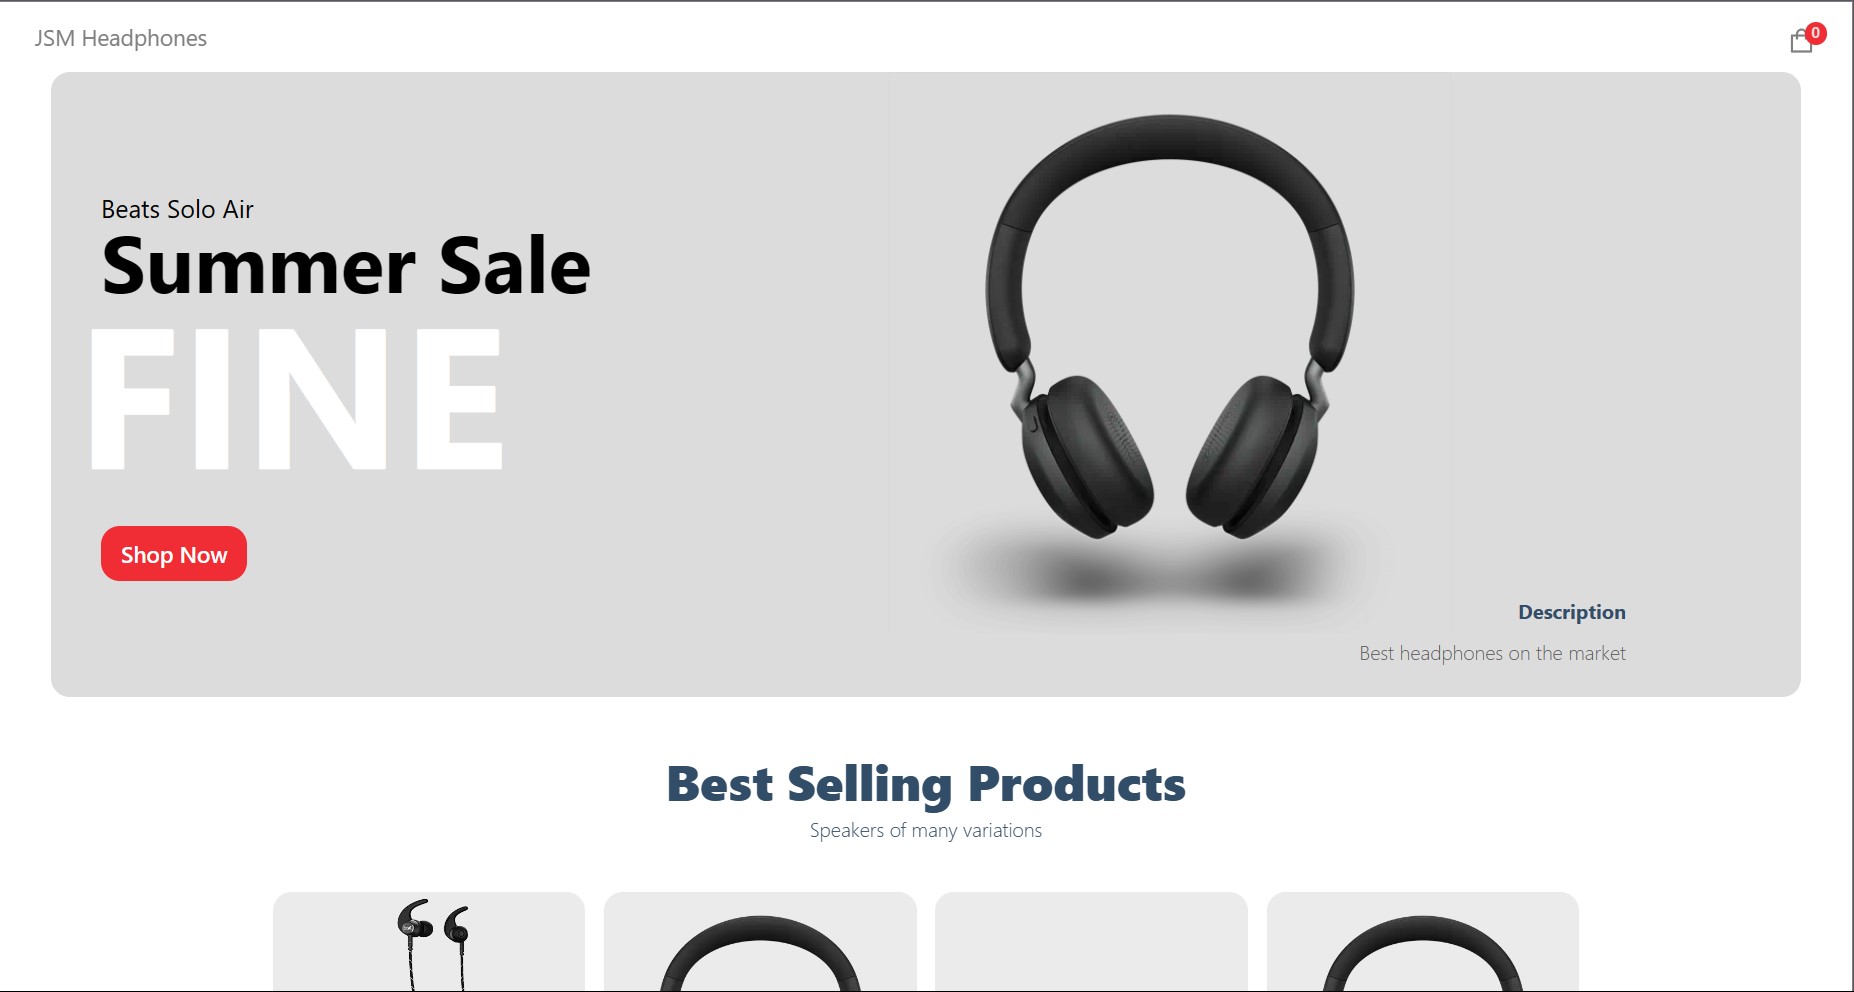 JSM Headphones
0
Beats Solo Air
Summer Sale
FINE
Shop Now
Description
Best headphones on the market
Best Selling Products
Speakers of many variations